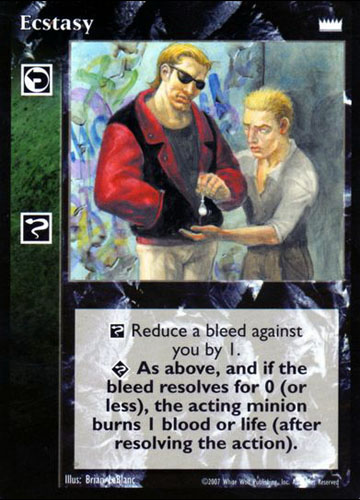 Ecstasy
Reduce a bleed against
you by 1.
As above, and if the
bleed resolves for 0 (or
less), the acting minion
burns 1 blood or life (after
resolving the action).
Illus: Brian LeBlanc
©2007 White Wolf Publishing, Inc. All Rights Reserved